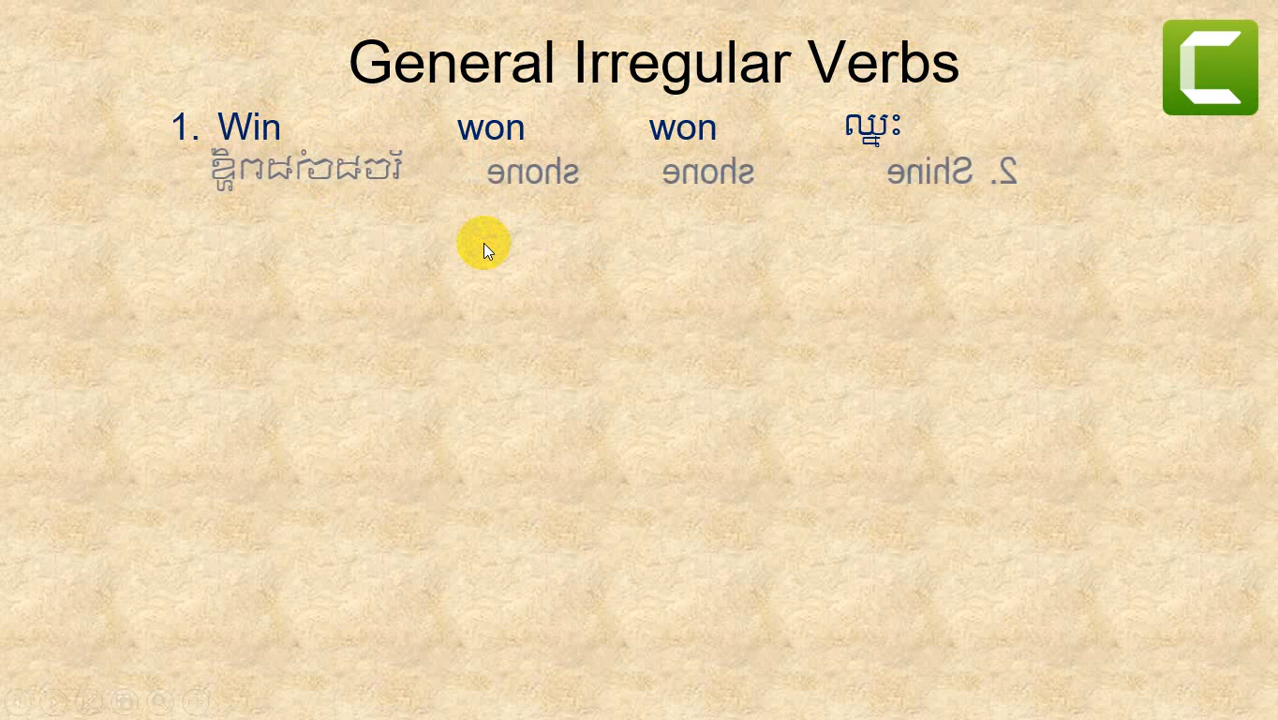 General Irregular Verbs
1. Win won won ឈ្នះ
2. Shine shone shone